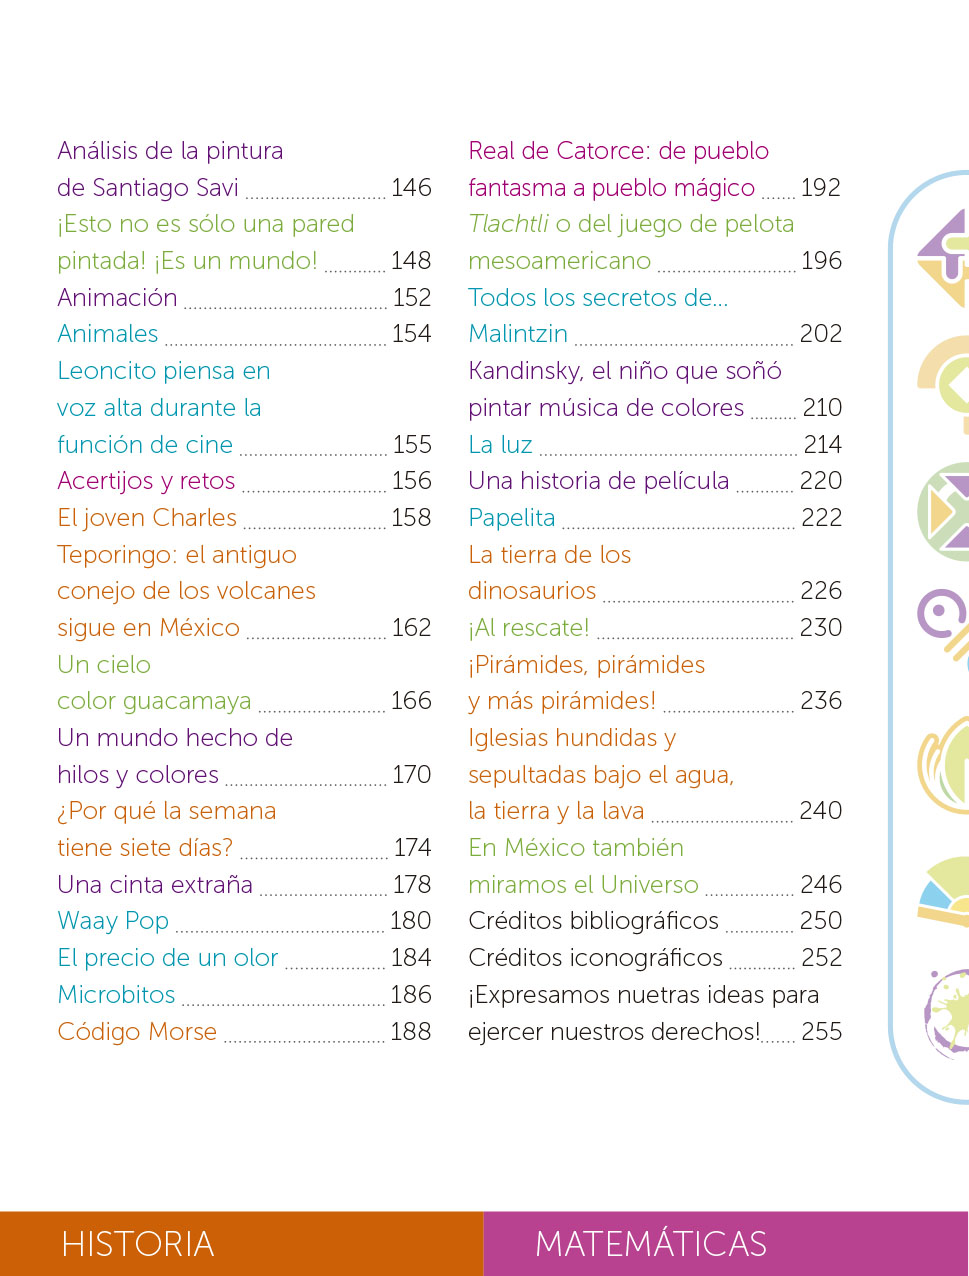 Análisis de la pintura
de Santiago Savi 146
¡Esto no es sólo una pared
pintada! ¡Es un mundo! 148
Animación 152
Animales 154
Leoncito piensa en
voz alta durante la
función de cine 155
Acertijos y retos 156
El joven Charles 158
Teporingo: el antiguo
conejo de los volcanes
sigue en México 162
Un cielo
color guacamaya 166
Un mundo hecho de
hilos y colores 170
¿Por qué la semana
tiene siete días? 174
Una cinta extraña 178
Waay Pop 180
El precio de un olor 184
Microbitos 186
Código Morse 188
Real de Catorce: de pueblo
fantasma a pueblo mágico 192
Tlachtli o del juego de pelota
mesoamericano 196
Todos los secretos de...
Malintzin 202
Kandinsky, el niño que soñó
pintar música de colores 210
La luz 214
Una historia de película 220
Papelita 222
La tierra de los
dinosaurios 226
¡Al rescate! 230
¡Pirámides, pirámides
y más pirámides! 236
Iglesias hundidas y
sepultadas bajo el agua,
la tierra y la lava 240
En México también
miramos el Universo 246
Créditos bibliográficos 250
Créditos iconográficos 252
¡Expresamos nuetras ideas para
ejercer nuestros derechos! 255
HISTORIA
MATEMÁTICAS